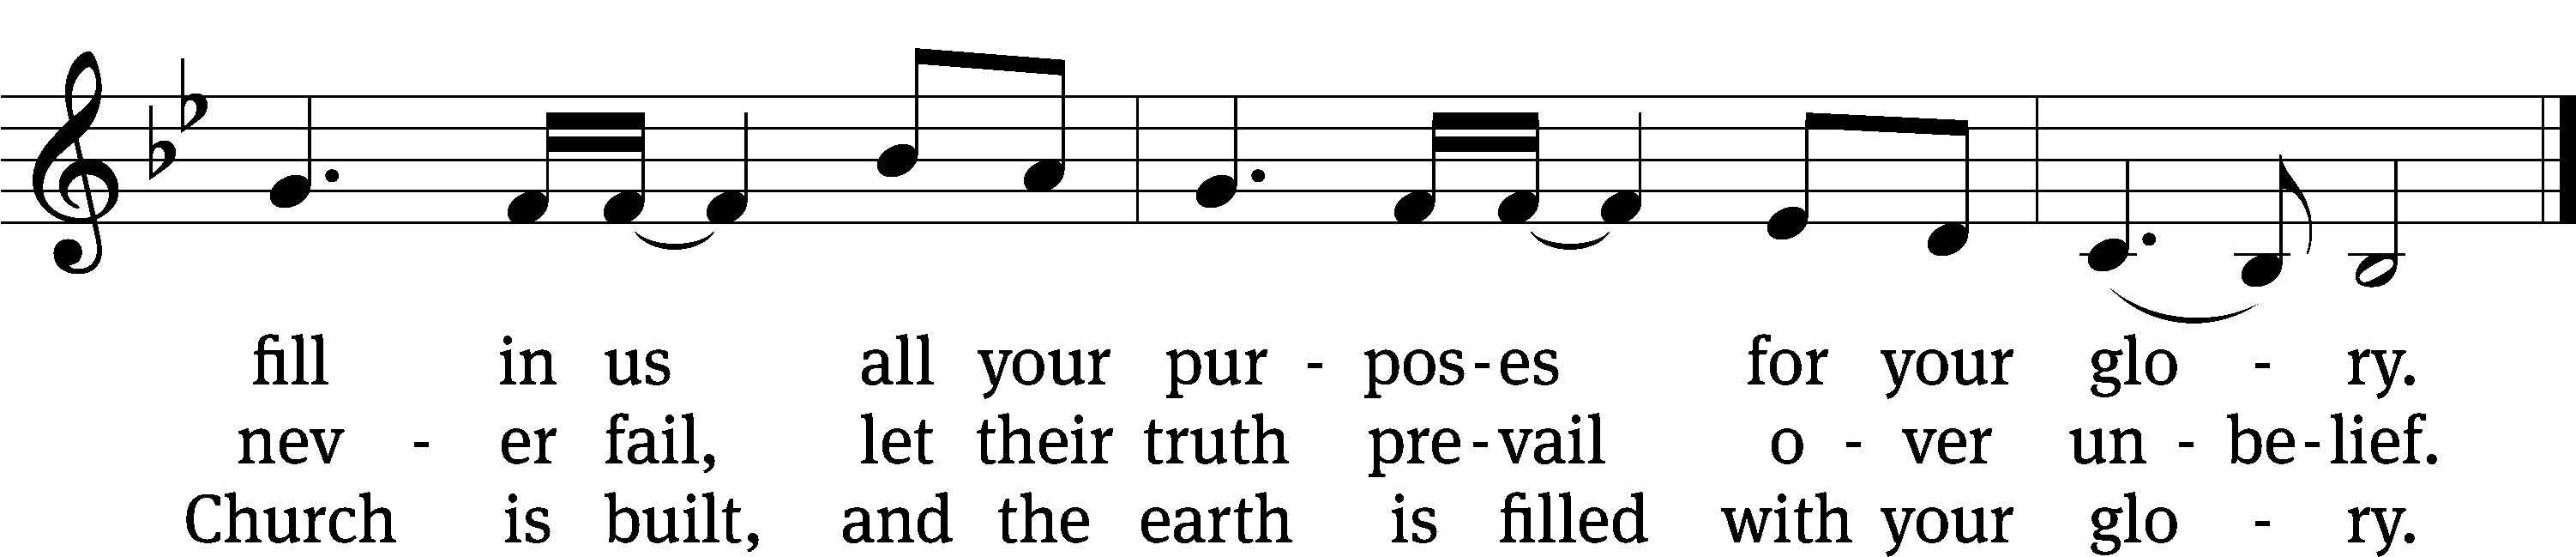 fill in us all your pur - pos - es for your glo - ry.
nev - er fail, let their truth pre - vail o - ver un - be - lief.
Church is built, and the earth is filled with your glo - ry.